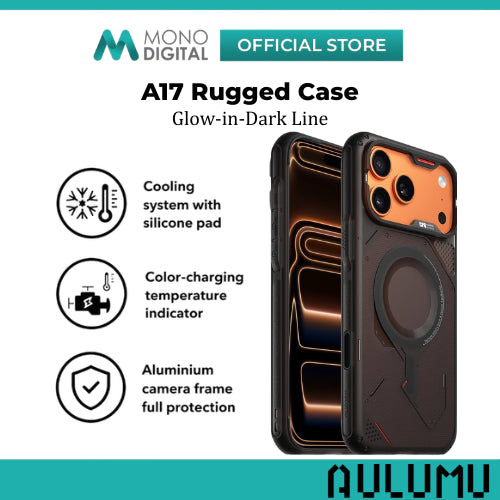 MONO
DIGITAL
OFFICIAL STORE
A17 Rugged Case
Glow-in-Dark Line
Cooling
system with
silicone pad
Color-charging
temperature
indicator
Aluminium
camera frame
full protection
AULUMU